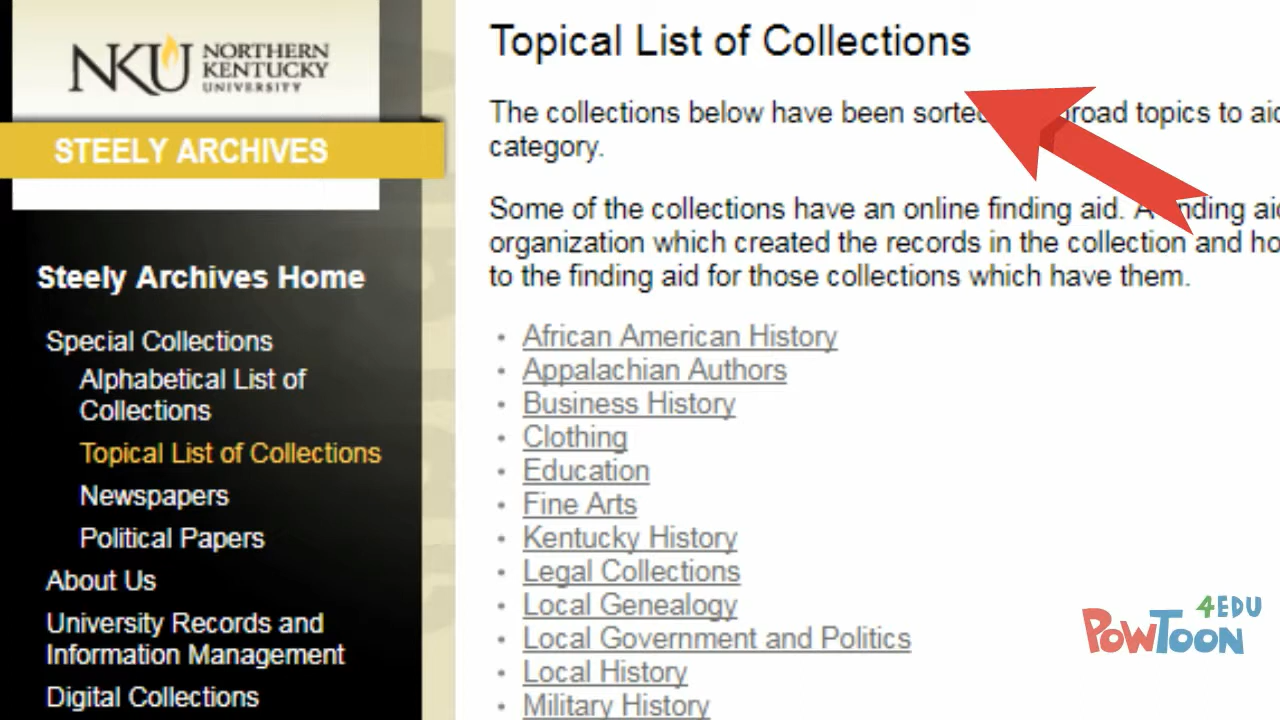 NKU NORTHERN
KENTUCKY
UNIVERSITY
STEELY ARCHIVES
Steely Archives Home
Special Collections
Alphabetical List of
Collections
Topical List of Collections
Newspapers
Political Papers
About Us
University Records and
Information Management
Digital Collections
Topical List of Collections
The collections below have been sorted broad topics to aid
category.
Some of the collections have an online finding aid. A finding aid
organization which created the records in the collection and
to the finding aid for those collections which have them.
• African American History
• Appalachian Authors
• Business History
• Clothing
• Education
• Fine Arts
• Kentucky History
• Legal Collections
• Local Genealogy
• Local Government and Politics
• Local History
• Military History
4EDU
POWTOON